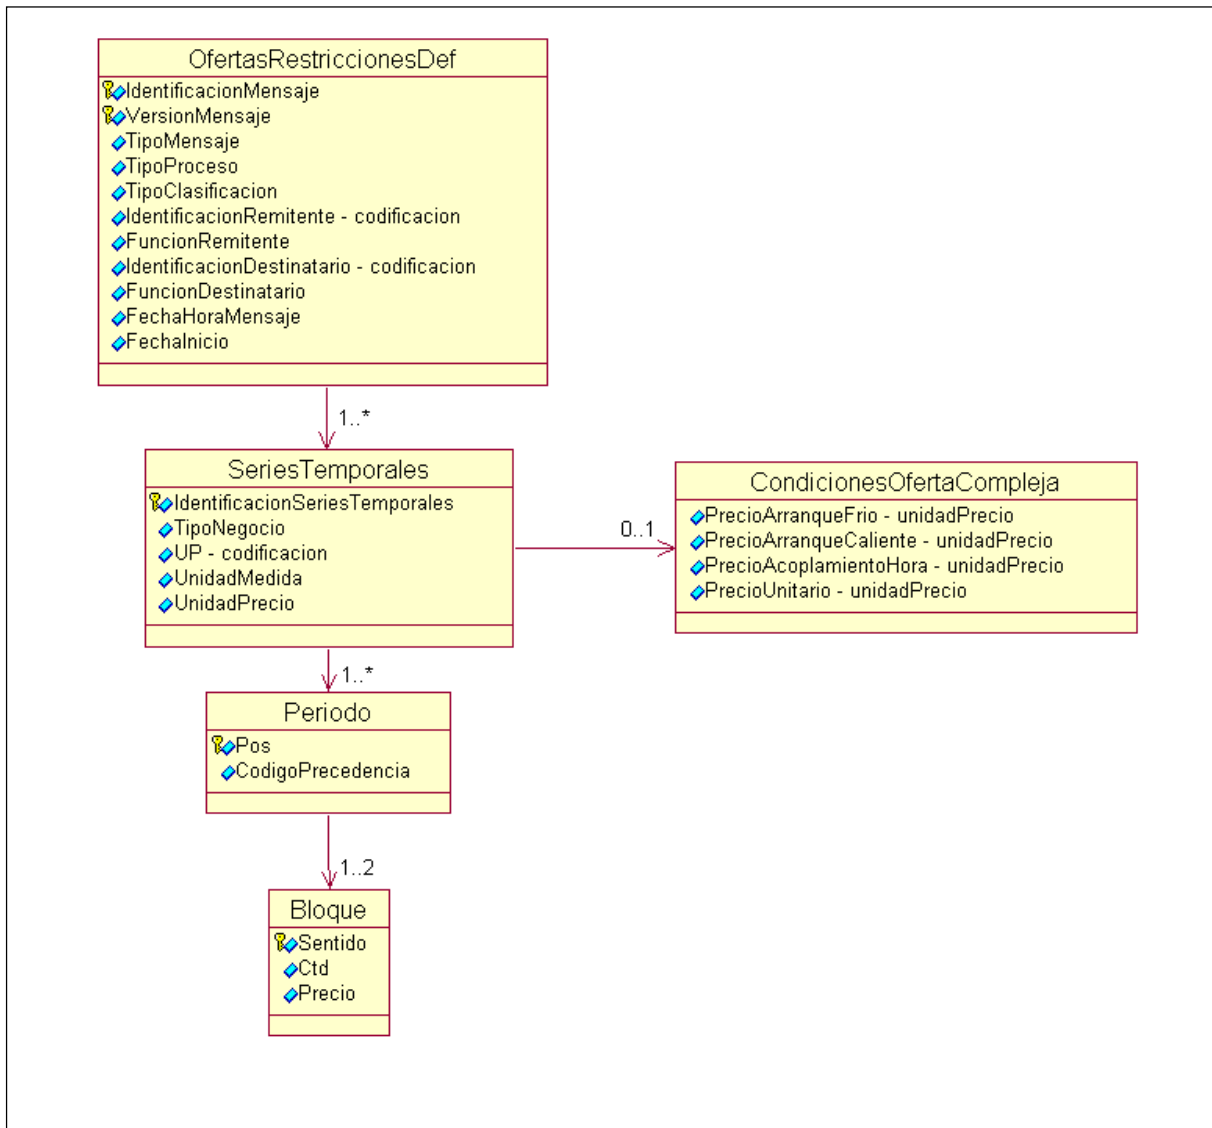 OfertasRestriccionesDef
IdentificacionMensaje
VersionMensaje
TipoMensaje
TipoProceso
TipoClasificacion
IdentificacionRemitente - codificacion
FuncionRemitente
IdentificacionDestinatario - codificacion
FuncionDestinatario
FechaHoraMensaje
FechaInicio
1..*
SeriesTemporales
IdentificacionSeriesTemporales
TipoNegocio
UP - codificacion
UnidadMedida
UnidadPrecio
0..1
CondicionesOfertaCompleja
PrecioArranqueFrio - unidadPrecio
PrecioArranqueCaliente - unidadPrecio
PrecioAcoplamientoHora - unidadPrecio
PrecioUnitario - unidadPrecio
1..*
Periodo
Pos
CodigoPrecedencia
1..2
Bloque
Sentido
Ctd
Precio